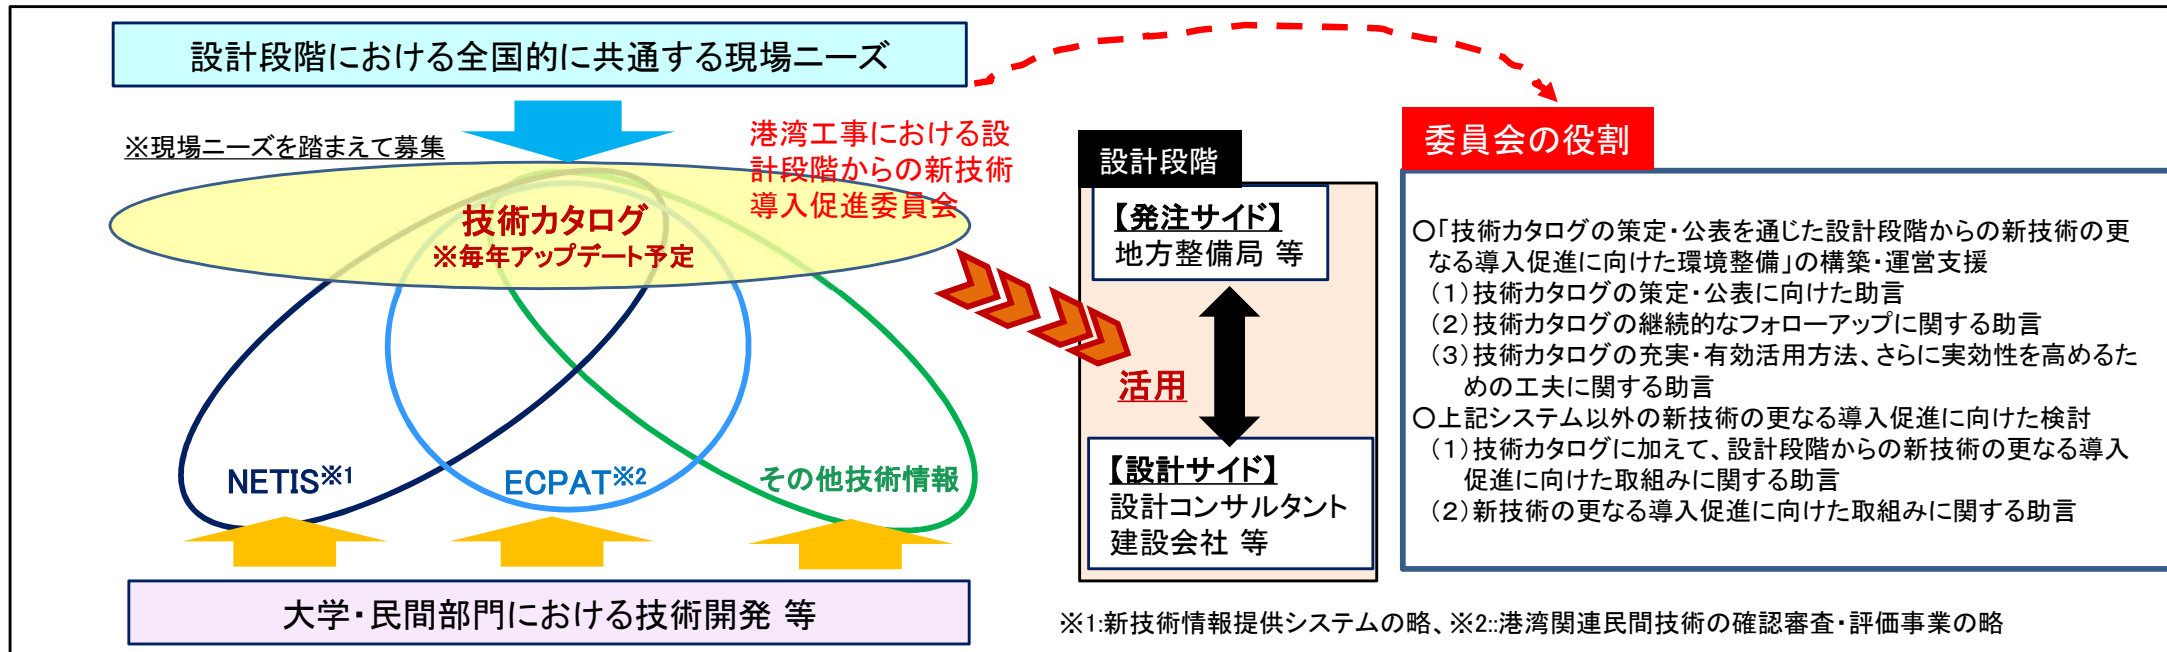 設計段階における全国的に共通する現場ニーズ
※現場ニーズを踏まえて募集
港湾工事における設
計段階からの新技術
導入促進委員会
技術カタログ
※毎年アップデート予定
NETIS※1
ECPAT※2
その他技術情報
大学・民間部門における技術開発 等
設計段階
【発注サイド】
地方整備局 等
活用
【設計サイド】
設計コンサルタント
建設会社 等
委員会の役割
○「技術カタログの策定・公表を通じた設計段階からの新技術の更
なる導入促進に向けた環境整備」の構築・運営支援
(1)技術カタログの策定・公表に向けた助言
(2)技術カタログの継続的なフォローアップに関する助言
(3)技術カタログの充実・有効活用方法、さらに実効性を高めるた
めの工夫に関する助言
○上記システム以外の新技術の更なる導入促進に向けた検討
(1)技術カタログに加えて、設計段階からの新技術の更なる導入
促進に向けた取組みに関する助言
(2)新技術の更なる導入促進に向けた取組みに関する助言
※1:新技術情報提供システムの略、※2::港湾関連民間技術の確認審査・評価事業の略